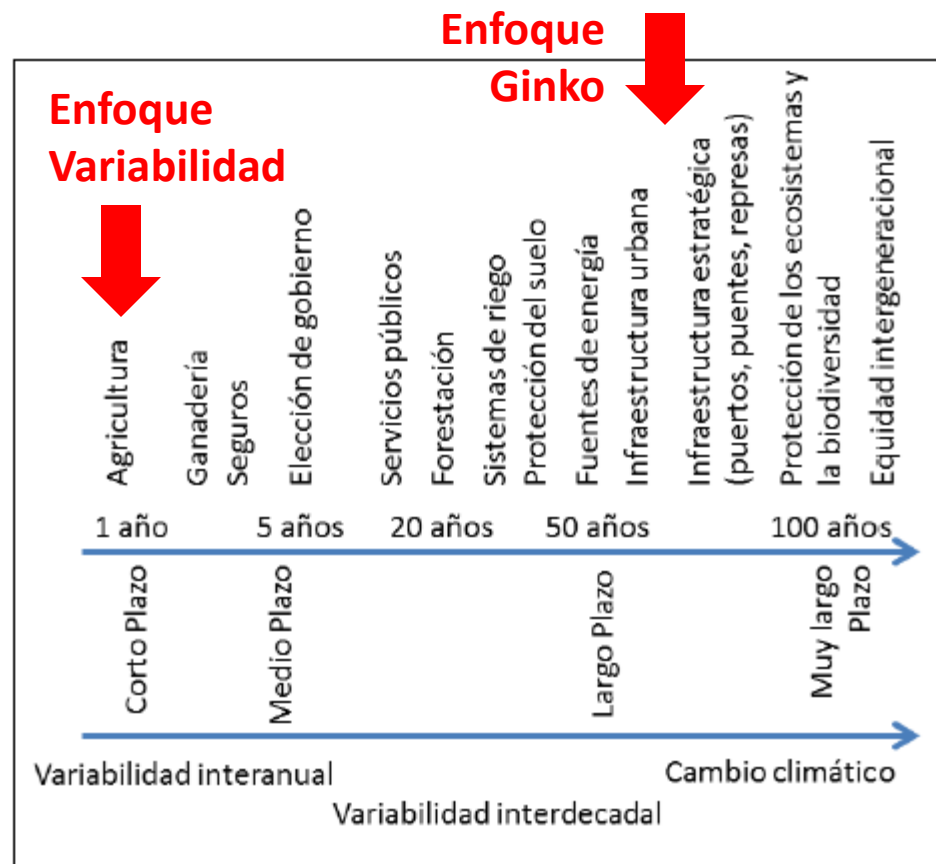 Enfoque
Ginko
Enfoque
Variabilidad
Agricultura
Ganadería
Seguros
Elección de gobierno
Servicios públicos
Forestación
Sistemas de riego
Protección del suelo
Fuentes de energía
Infraestructura urbana
Infraestructura estratégica
(puertos, puentes, represas)
Protección de los ecosistemas y
la biodiversidad
Equidad intergeneracional
1 año
5 años
20 años
50 años
100 años
Corto Plazo
Medio Plazo
Largo Plazo
Muy largo
Plazo
Variabilidad interanual
Cambio climático
Variabilidad interdecadal